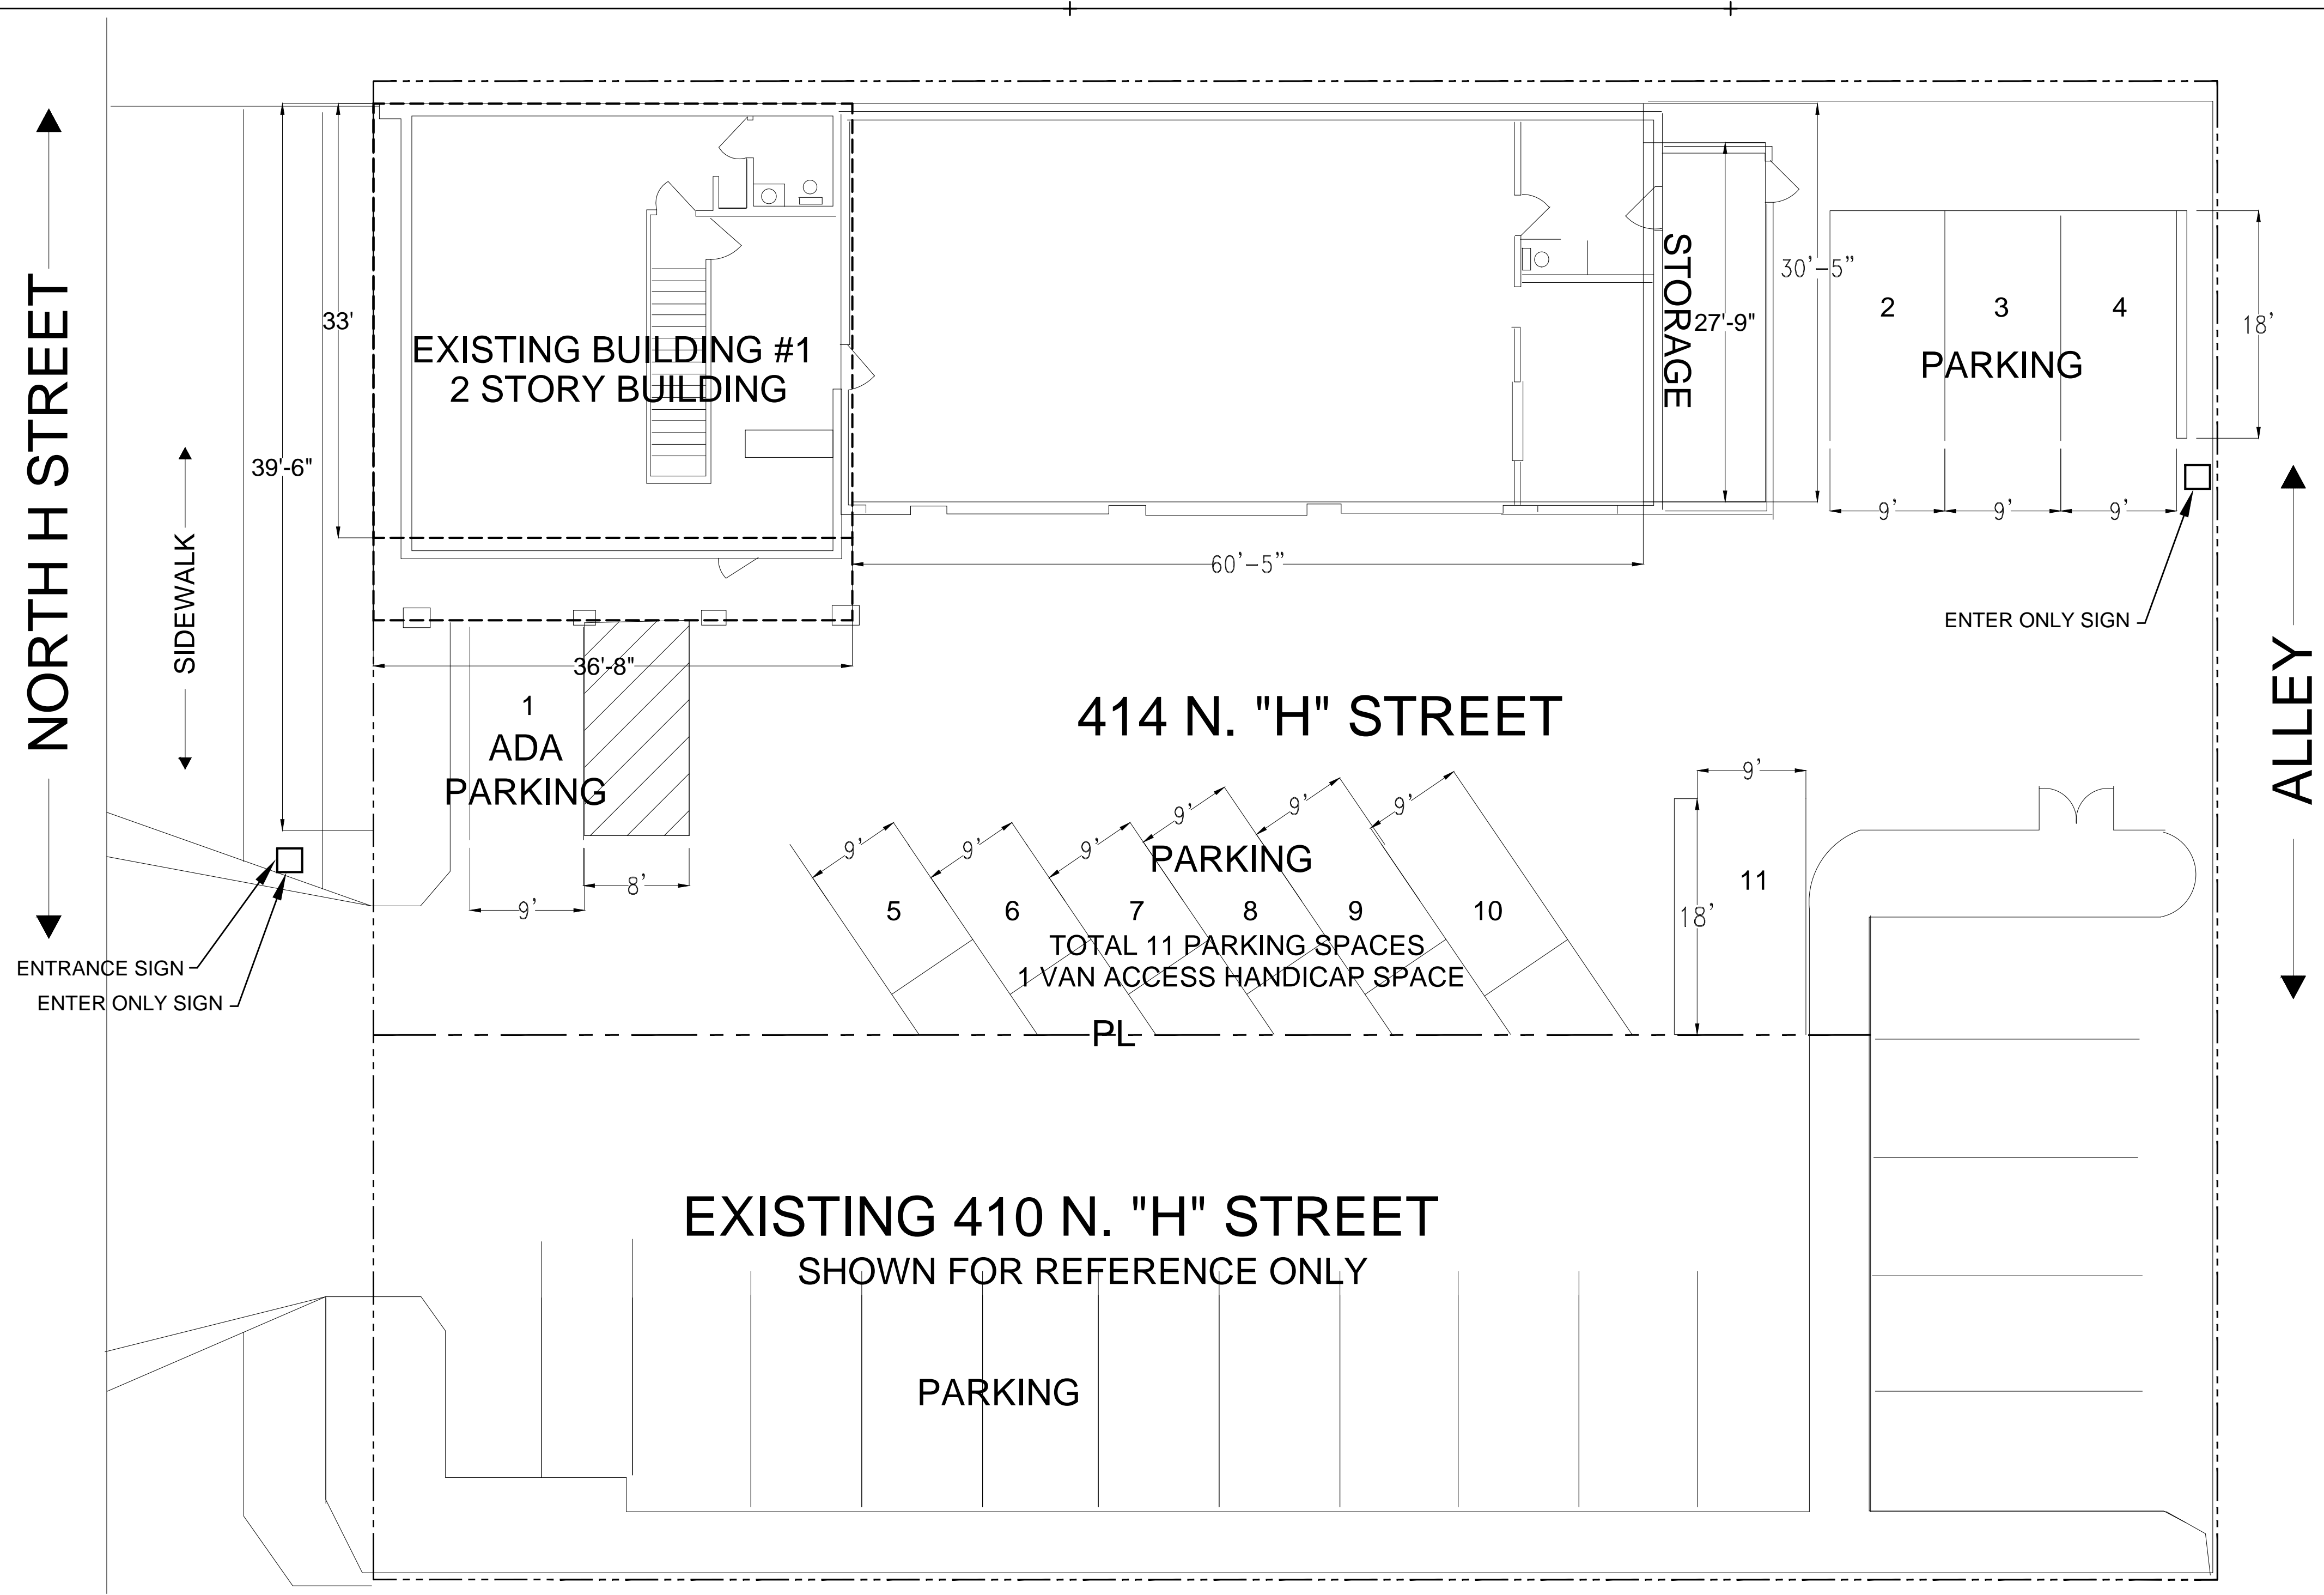 NORTH H STREET
SIDEWALK
39'-6"
33'
EXISTING BUILDING #1
2 STORY BUILDING
STORAGE
27'-9"
30'-5"
2
3
4
PARKING
18'
9'
9'
9'
60'-5"
ENTER ONLY SIGN
ALLEY
36'-8"
1
ADA
PARKING
9'
8'
414 N. "H" STREET
9'
9'
9'
9'
9'
9'
PARKING
5
6
7
8
9
10
TOTAL 11 PARKING SPACES
1 VAN ACCESS HANDICAP SPACE
9'
18'
11
ENTRANCE SIGN
ENTER ONLY SIGN
PL
EXISTING 410 N. "H" STREET
SHOWN FOR REFERENCE ONLY
PARKING